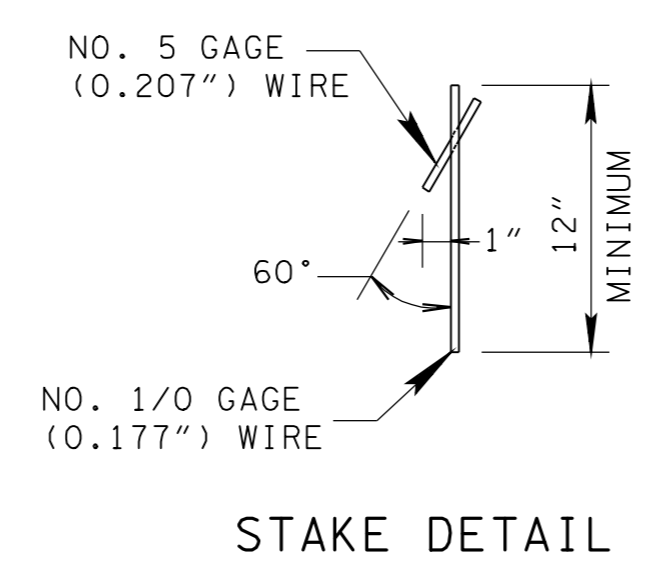 NO. 5 GAGE
(0.207") WIRE
1"
12"
MINIMUM
60°
NO. 1/0 GAGE
(0.177") WIRE
STAKE DETAIL